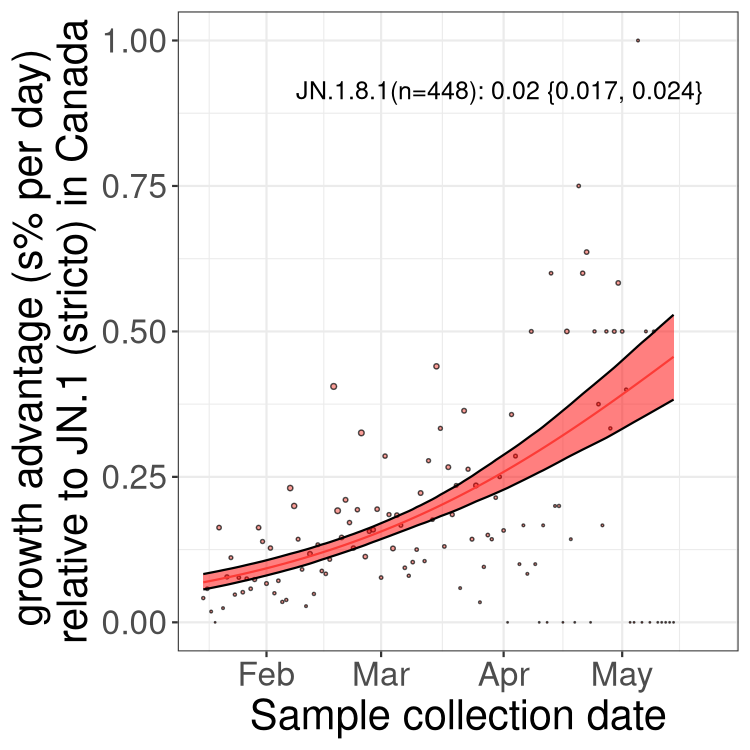 growth advantage (s% per day)
relative to JN.1 (stricto) in Canada
1.00
0.75
0.50
0.25
0.00
JN.1.8.1(n=448): 0.02 {0.017, 0.024}
Feb Mar Apr May
Sample collection date